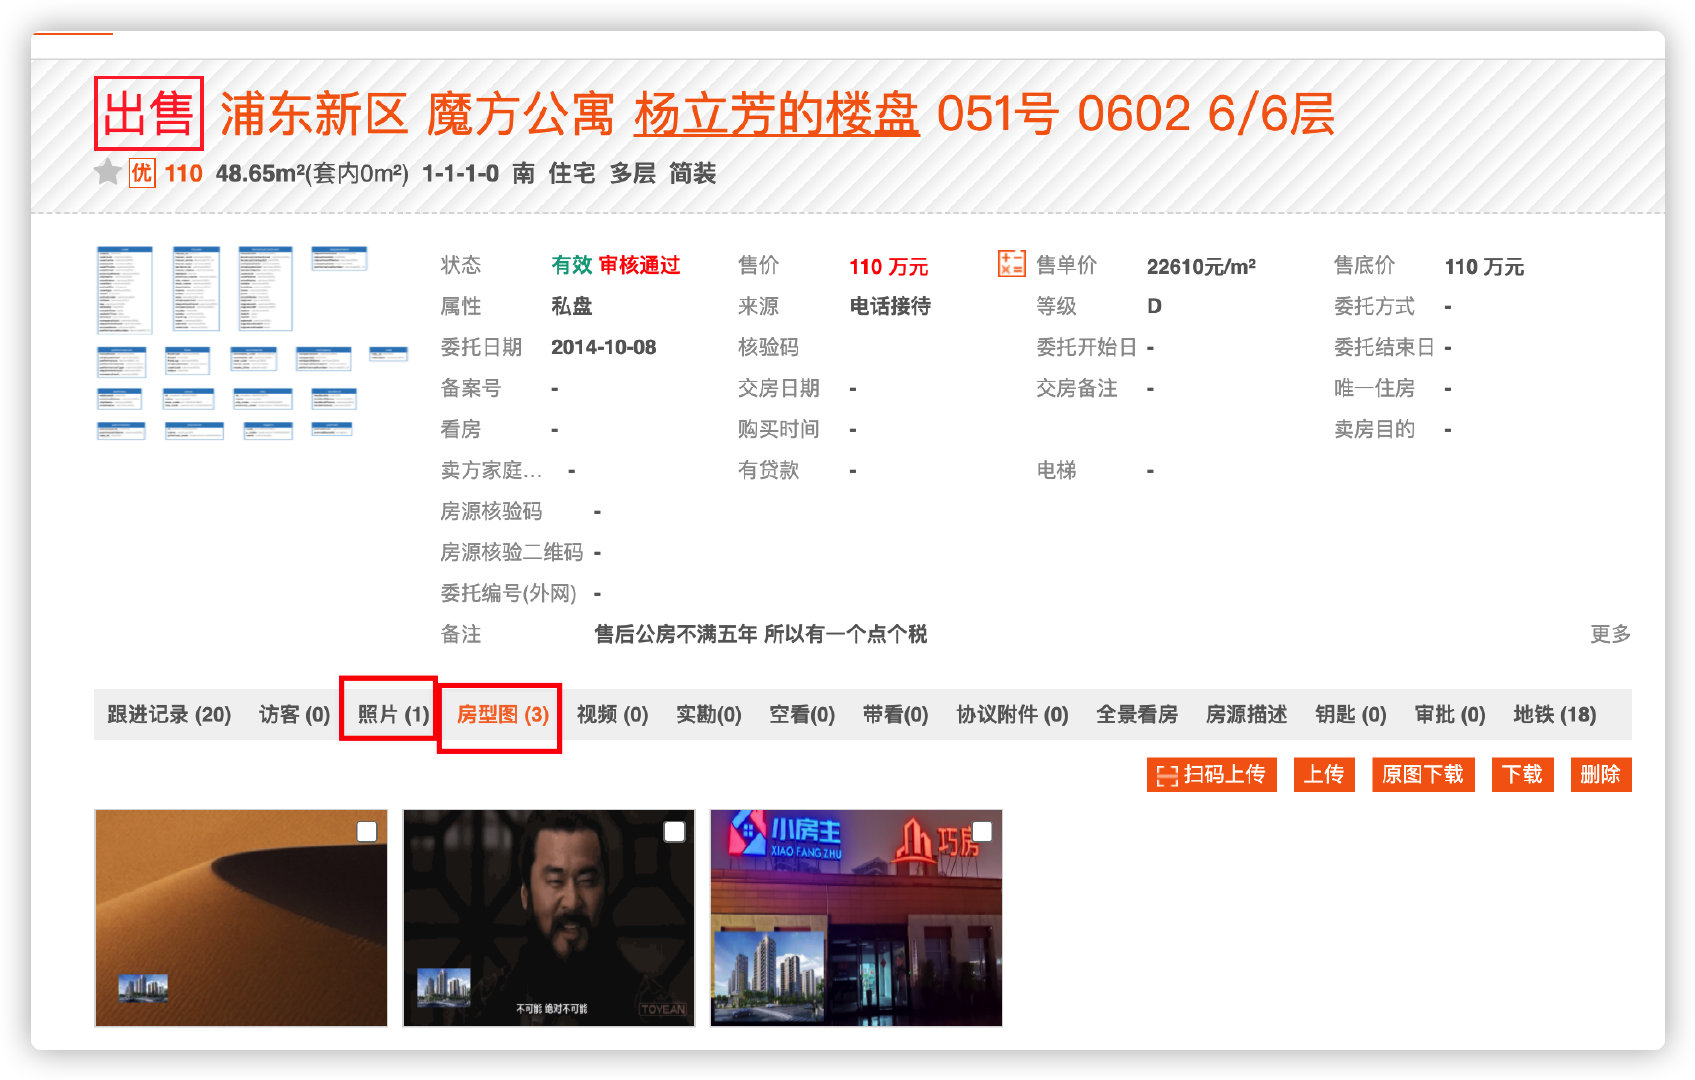 出售 浦东新区 魔方公寓 杨立芳的楼盘 051号 0602 6/6层
优 110 48.65m²(套内0m²) 1-1-1-0 南 住宅 多层 简装
状态 有效 审核通过 售价 110 万元 售单价 22610元/m² 售底价 110 万元
属性 私盘 来源 电话接待 等级 D 委托方式 -
委托日期 2014-10-08 核验码 委托开始日 - 委托结束日 -
备案号 - 交房日期 - 交房备注 - 唯一住房 -
看房 - 购买时间 - 卖房目的 -
卖方家庭... - 有贷款 - 电梯 -
房源核验码 -
房源核验二维码 -
委托编号(外网) -
备注 售后公房不满五年 所以有一个点个税 更多
跟进记录 (20) 访客 (0) 照片 (1) 房型图 (3) 视频 (0) 实勘(0) 空看(0) 带看(0) 协议附件 (0) 全景看房 房源描述 钥匙 (0) 审批 (0) 地铁 (18)
扫码上传 上传 原图下载 下载 删除
小房主 巧房
XIAO FANG ZHU
不可能 绝对不可能 TOYEAN